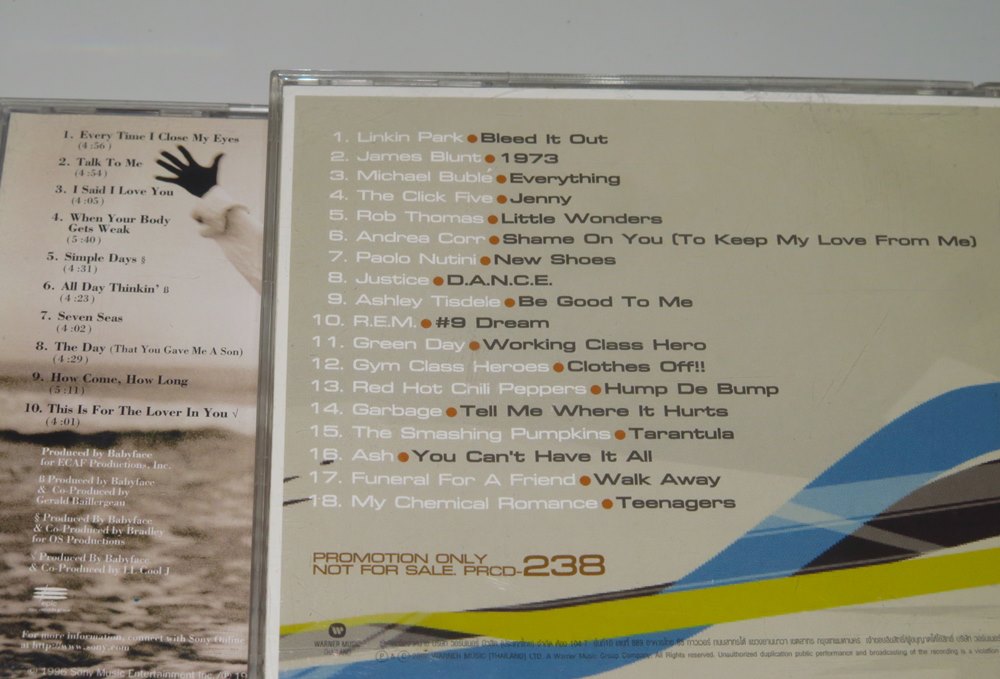 1. Every Time I Close My Eyes
(4:56)
2. Talk To Me
(4:54)
3. I Said I Love You
(4:05)
4. When Your Body
Gets Weak
(5:40)
5. Simple Days §
(4:31)
6. All Day Thinkin' ß
(4:23)
7. Seven Seas
(4:02)
8. The Day (That You Gave Me A Son)
(4:29)
9. How Come, How Long
(5:11)
10. This Is For The Lover In You √
(4:01)
Produced by Babyface
for ECAF Productions, Inc.
ß Produced by Babyface
& Co-Produced by
Gerald Baillergeau
§ Produced By Babyface
& Co-Produced by Bradley
for OS Productions
√ Produced By Babyface
& Co-Produced by LL Cool J
epic
For more information, connect with Sony Online
at http://www.sony.com
© 1996 Sony Music Entertainment Inc.
1. Linkin Park ● Bleed It Out
2. James Blunt ● 1973
3. Michael Bublé ● Everything
4. The Click Five ● Jenny
5. Rob Thomas ● Little Wonders
6. Andrea Corr ● Shame On You (To Keep My Love From Me)
7. Paolo Nutini ● New Shoes
8. Justice ● D.A.N.C.E.
9. Ashley Tisdele ● Be Good To Me
10. R.E.M. ● #9 Dream
11. Green Day ● Working Class Hero
12. Gym Class Heroes ● Clothes Off!!
13. Red Hot Chili Peppers ● Hump De Bump
14. Garbage ● Tell Me Where It Hurts
15. The Smashing Pumpkins ● Tarantula
16. Ash ● You Can't Have It All
17. Funeral For A Friend ● Walk Away
18. My Chemical Romance ● Teenagers
PROMOTION ONLY
NOT FOR SALE. PRCD-238
WARNER MUSIC
THAILAND
WARNER MUSIC (THAILAND) LTD. A Warner Music Group Company. All Rights reserved. Unauthorized duplication public performance and broadcasting of the recording is a violation